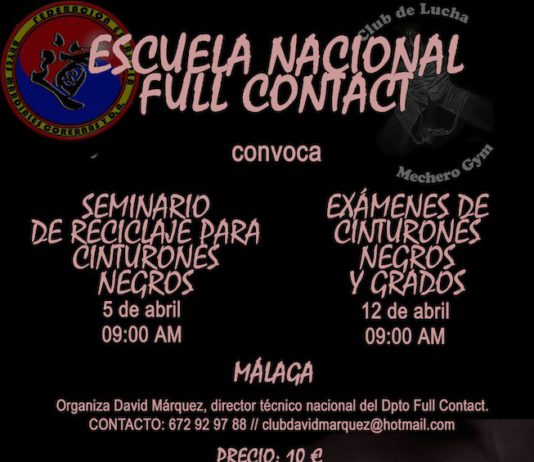 Club de Lucha
ESCUELA NACIONAL
FULL CONTACT
Mechero Gym
convoca
SEMINARIO
DE RECICLAJE PARA
CINTURONES
NEGROS
5 de abril
09:00 AM
EXÁMENES DE
CINTURONES
NEGROS
Y GRADOS
12 de abril
09:00 AM
MÁLAGA
Organiza David Márquez, director técnico nacional del Dpto Full Contact.
CONTACTO: 672 92 97 88 // clubdavidmarquez@hotmail.com
PRECIO: 10 €